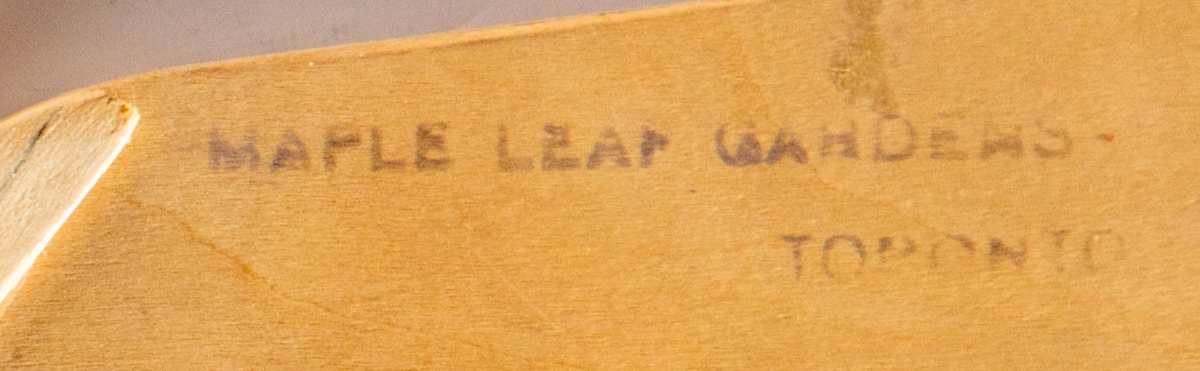 MAPLE LEAF GARDENS -
TORONTO